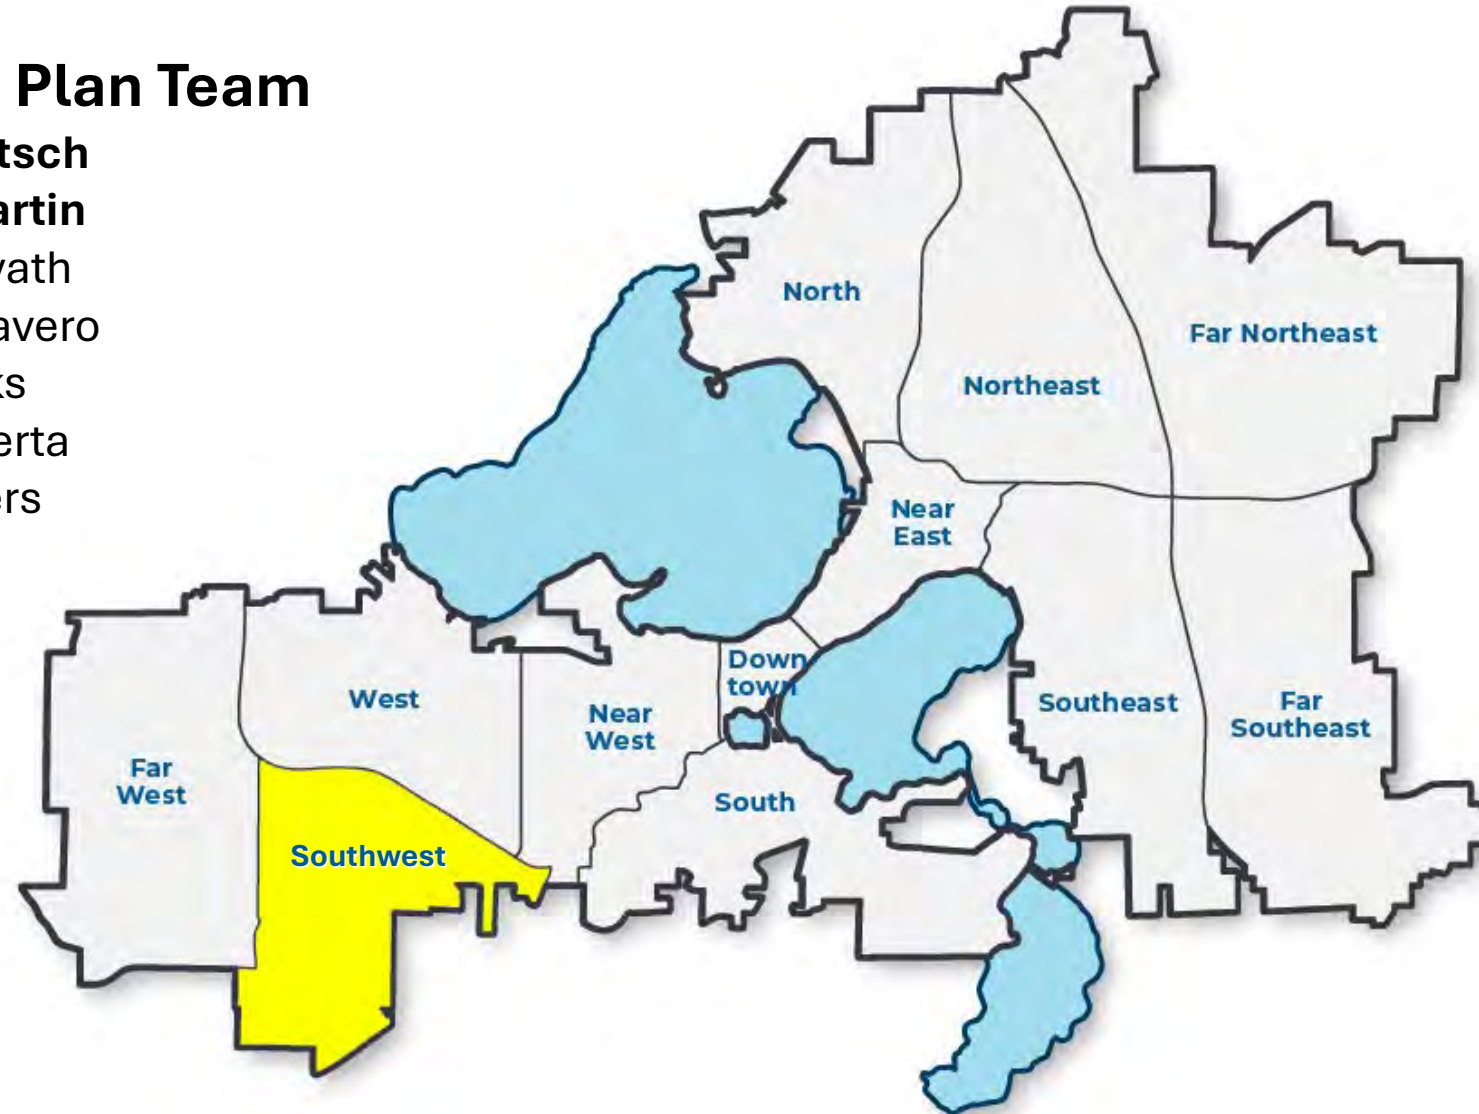 Plan Team
tsch
artin
vath
avero
ks
erta
ers
North
Far Northeast
Northeast
Near
East
Down
town
West
Near
West
Southeast
Far
Southeast
Far
West
South
Southwest